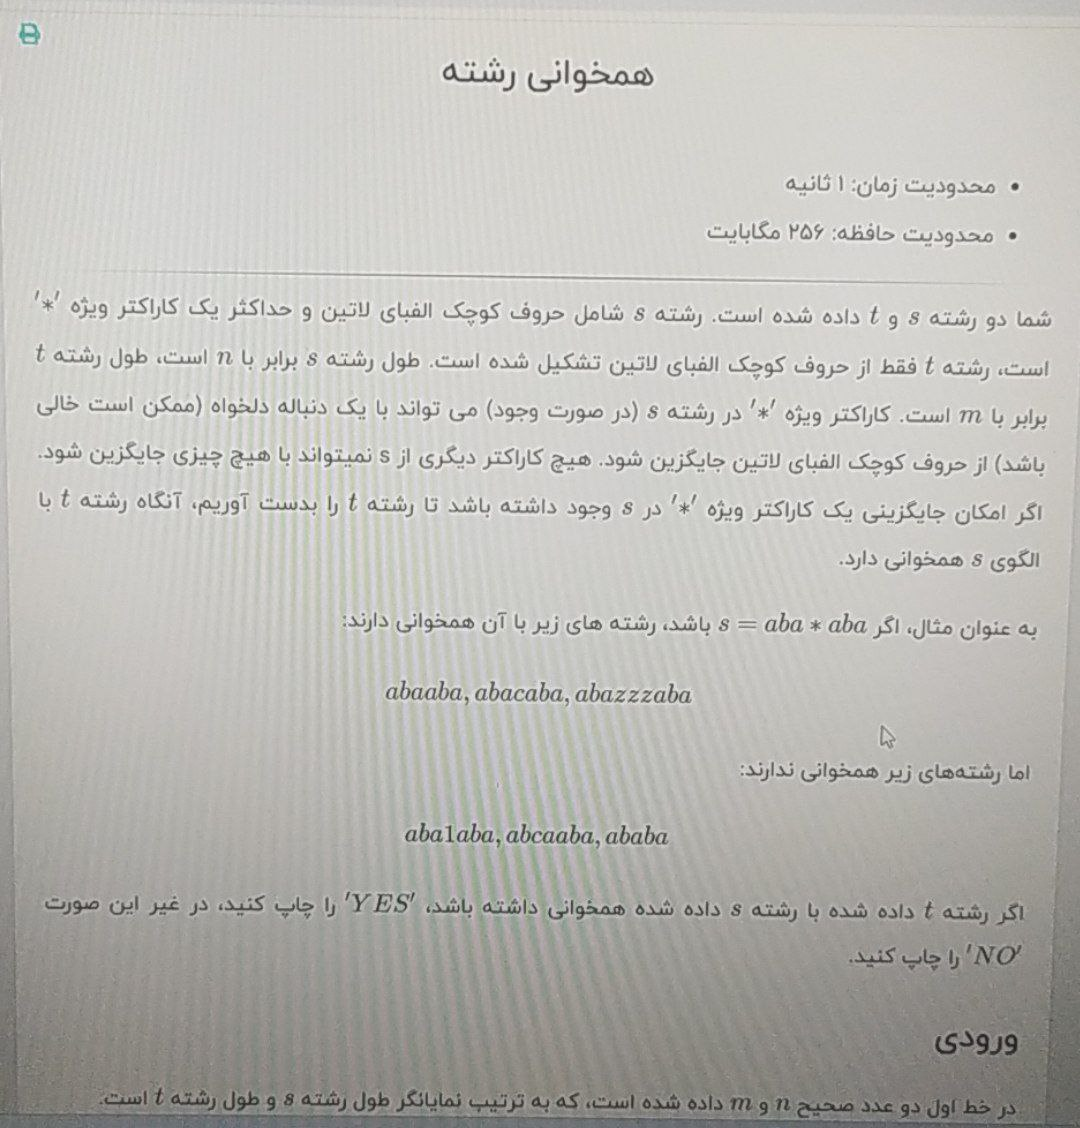 همخوانی رشته
• محدودیت زمان: ۱ ثانیه
• محدودیت حافظه: ۲۵۶ مگابایت
شما دو رشته s و t داده شده است. رشته s شامل حروف کوچک الفبای لاتین و حداکثر یک کاراکتر ویژه '*'
است، رشته t فقط از حروف کوچک الفبای لاتین تشکیل شده است. طول رشته s برابر با n است، طول رشته t
برابر با m است. کاراکتر ویژه '*' در رشته s (در صورت وجود) می تواند با یک دنباله دلخواه (ممکن است خالی
باشد) از حروف کوچک الفبای لاتین جایگزین شود. هیچ کاراکتر دیگری از s نمیتواند با هیچ چیزی جایگزین شود.
اگر امکان جایگزینی یک کاراکتر ویژه '*' در s وجود داشته باشد تا رشته t را بدست آوریم، آنگاه رشته t با
الگوی s همخوانی دارد.
به عنوان مثال، اگر s = aba * aba باشد، رشته های زیر با آن همخوانی دارند:
abaaba, abacaba, abazzzaba
اما رشته‌های زیر همخوانی ندارند:
aba1aba, abcaaba, ababa
اگر رشته t داده شده با رشته s داده شده همخوانی داشته باشد، 'YES' را چاپ کنید، در غیر این صورت
'NO' را چاپ کنید.
ورودی
در خط اول دو عدد صحیح n و m داده شده است، که به ترتیب نمایانگر طول رشته s و طول رشته t است.